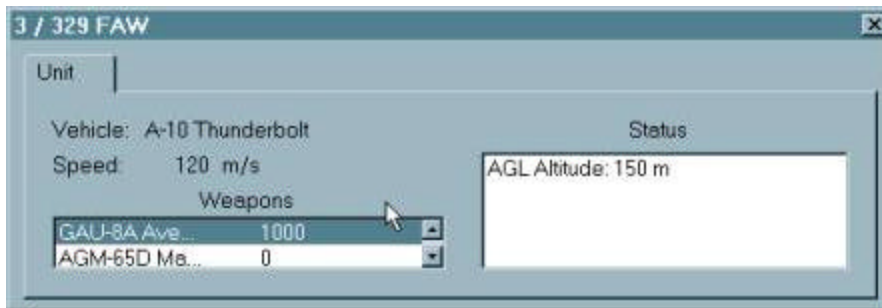 3 / 329 FAW
Unit
Vehicle: A-10 Thunderbolt
Speed: 120 m/s
Weapons
GAU-8A Ave... 1000
AGM-65D Ma... 0
Status
AGL Altitude: 150 m